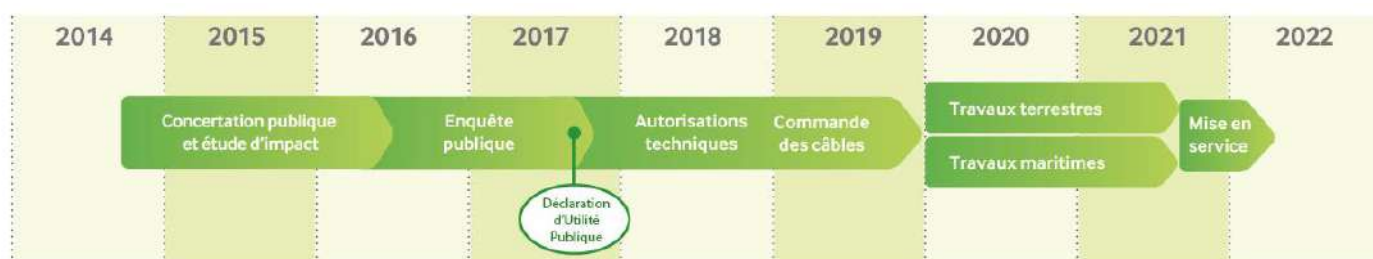 2014 2015 2016 2017 2018 2019 2020 2021 2022
Concertation publique
et étude d'impact
Enquête
publique
Autorisations
techniques
Commande
des câbles
Travaux terrestres
Travaux maritimes
Mise en
service
Déclaration
d'Utilité
Publique